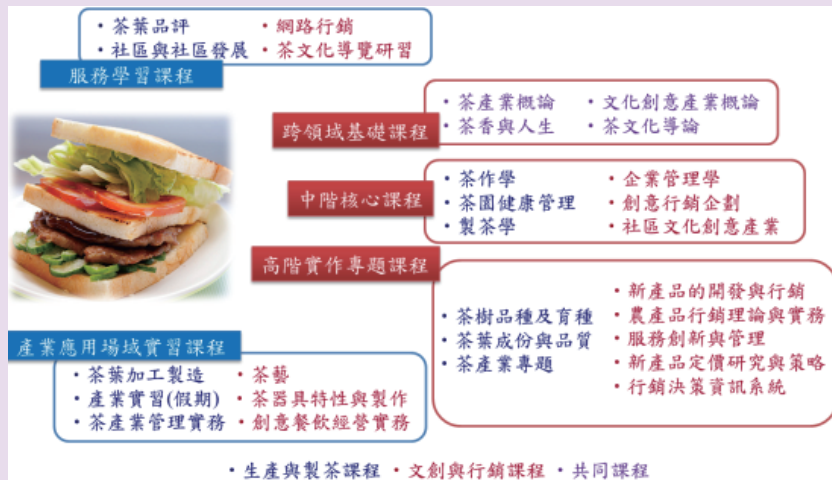 ・茶葉品評 ・網路行銷
・社區與社區發展 ・茶文化導覽研習
服務學習課程
跨領域基礎課程
・茶產業概論 ・文化創意產業概論
・茶香與人生 ・茶文化導論
中階核心課程
・茶作學 ・企業管理學
・茶園健康管理 ・創意行銷企劃
・製茶學 ・社區文化創意產業
高階實作專題課程
・茶樹品種及育種
・茶葉成份與品質
・茶產業專題
・新產品的開發與行銷
・農產品行銷理論與實務
・服務創新與管理
・新產品定價研究與策略
・行銷決策資訊系統
產業應用場域實習課程
・茶葉加工製造 ・茶藝
・產業實習(假期) ・茶器具特性與製作
・茶產業管理實務 ・創意餐飲經營實務
・生產與製茶課程 ・文創與行銷課程 ・共同課程